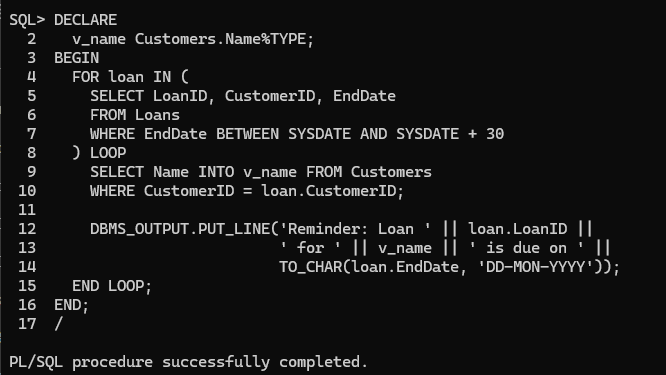 SQL> DECLARE
  2    v_name Customers.Name%TYPE;
  3  BEGIN
  4    FOR loan IN (
  5      SELECT LoanID, CustomerID, EndDate
  6      FROM Loans
  7      WHERE EndDate BETWEEN SYSDATE AND SYSDATE + 30
  8    ) LOOP
  9      SELECT Name INTO v_name FROM Customers
 10      WHERE CustomerID = loan.CustomerID;
 11
 12      DBMS_OUTPUT.PUT_LINE('Reminder: Loan ' || loan.LoanID ||
 13                           ' for ' || v_name || ' is due on ' ||
 14                           TO_CHAR(loan.EndDate, 'DD-MON-YYYY'));
 15    END LOOP;
 16  END;
 17  /
PL/SQL procedure successfully completed.